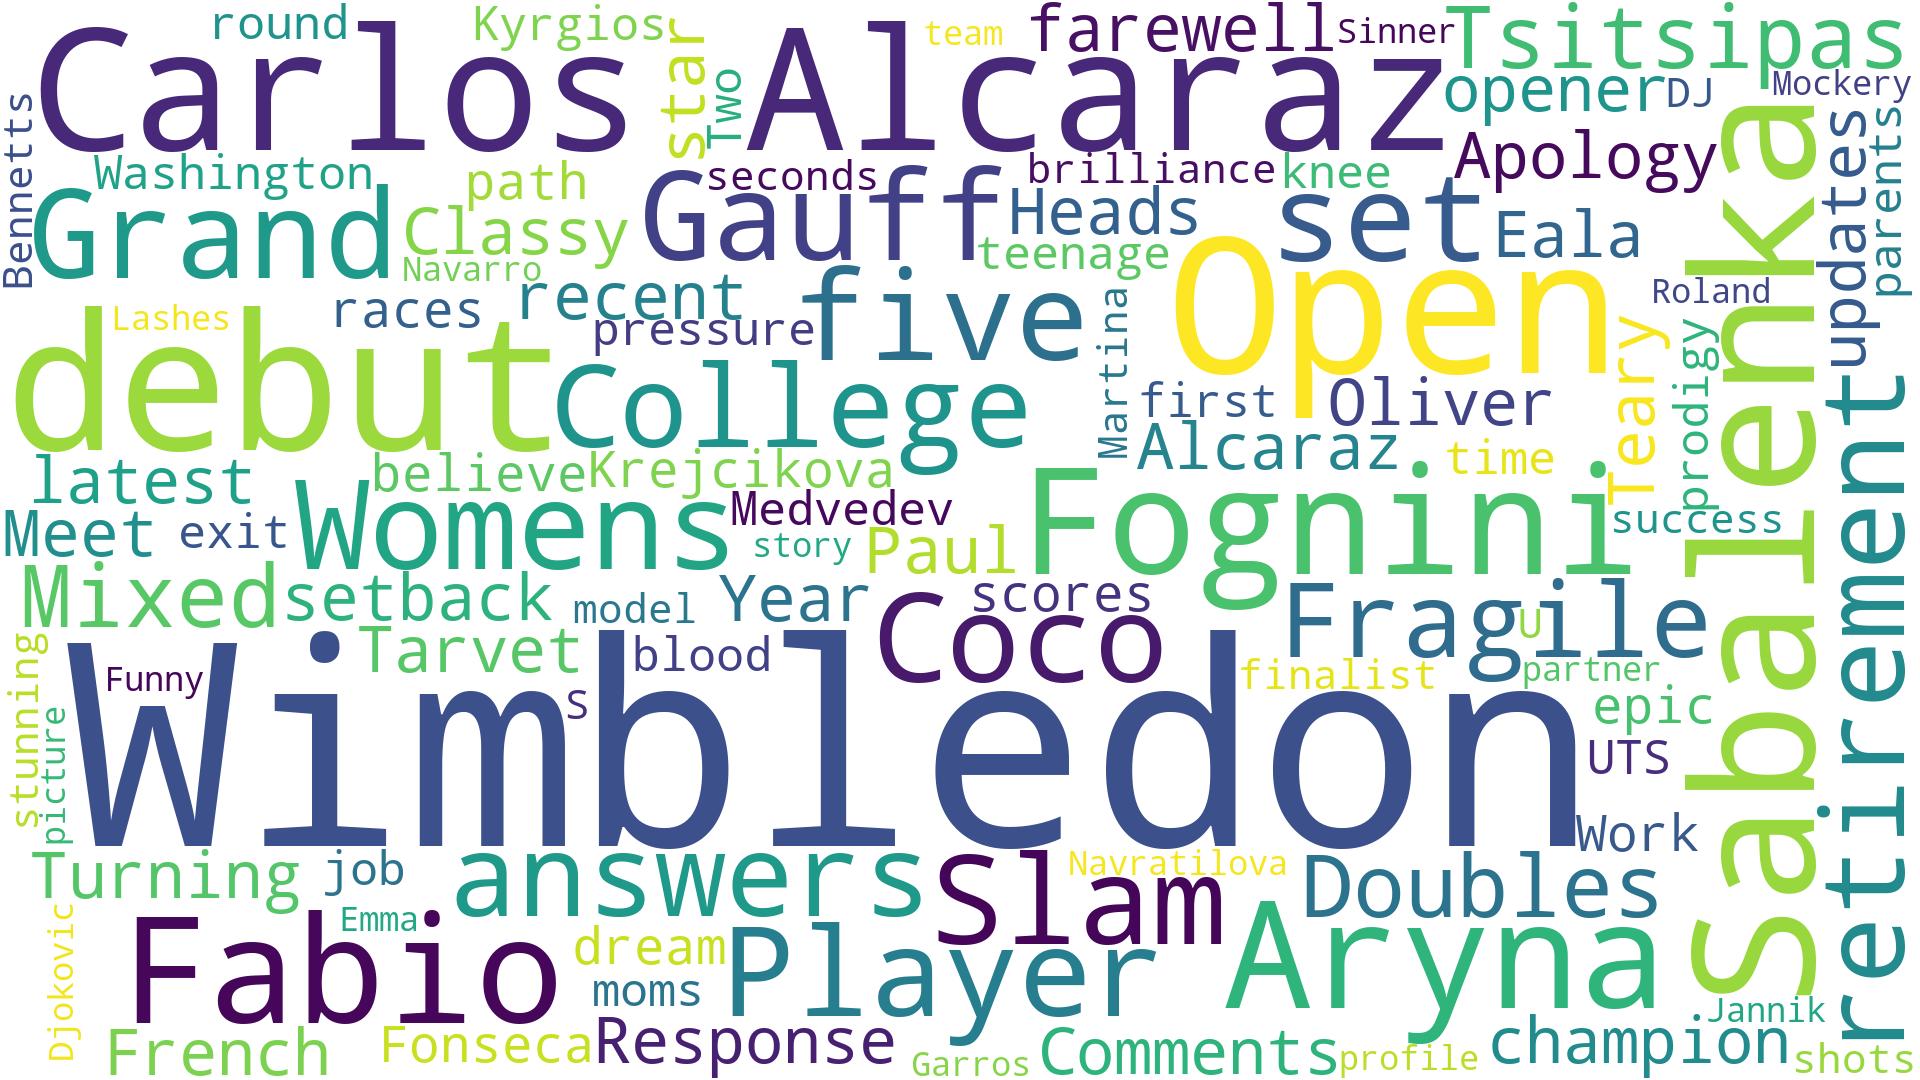 round
Kyrgios
team
farewell
Sinner
Tsitsipas
Carlos
star
Two
Alcaraz
opener
DJ
Mockery
Bennetts
Washington
path
seconds
brilliance
knee
Apology
updates
parents
Grand
Classy
Gauff
Heads
set
Eala
Navarro
teenage
Open
Sabalenka
Lashes
races
recent
five
pressure
Martina
Roland
debut
College
first
Oliver
Teary
prodigy
Alcaraz
time
latest
believe
Krejcikova
Fognini
retirement
Meet
exit
Womens
Medvedev
story
Paul
success
Mixed
setback
model
Year
scores
Coco
Fragile
U
stunning
Tarvet
blood
finalist
partner
Funny
S
epic
picture
Wimbledon
UTS
Work
Turning
job
answers
Slam
Navratilova
Doubles
Djokovic
Emma
Fabio
dream
Player
Aryna
moms
Jannik
French
Fonseca
Response
Garros
Comments
profile
champion
shots